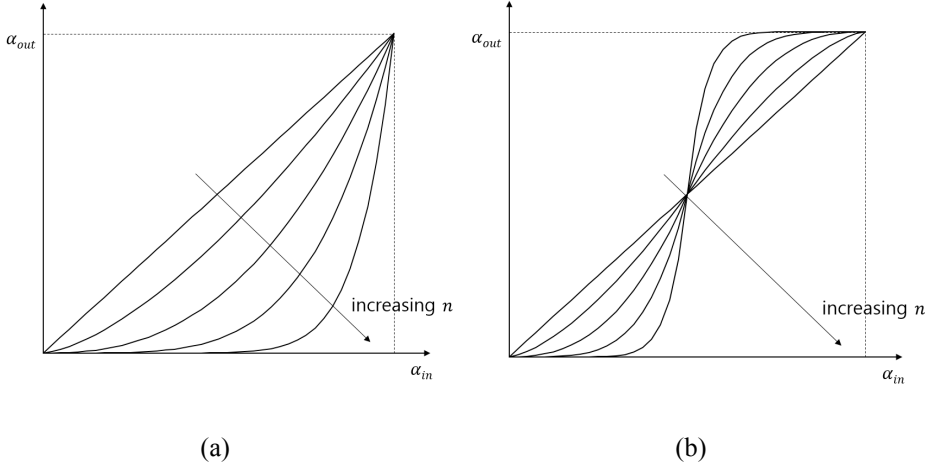 α_out
increasing n
α_in
(a)
α_out
increasing n
α_in
(b)